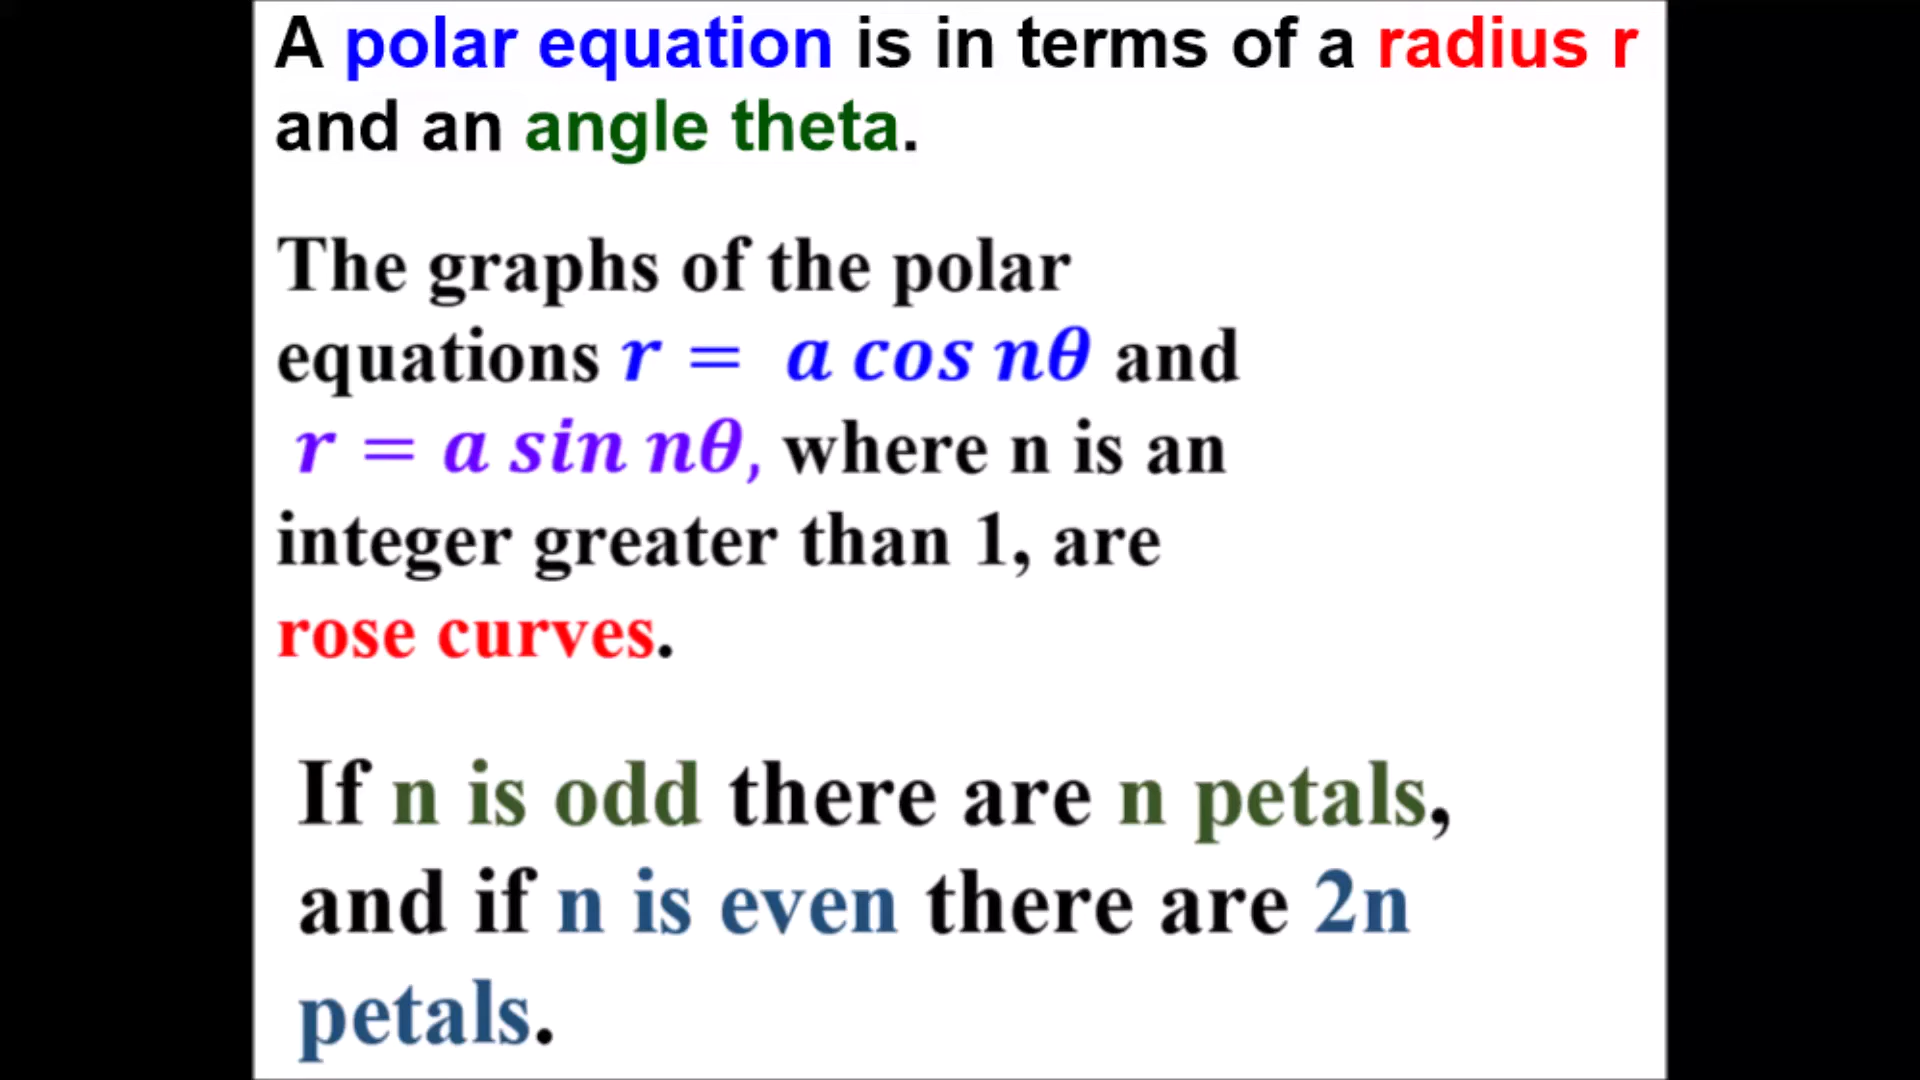 A polar equation is in terms of a radius r
and an angle theta.
The graphs of the polar
equations r = a cos nθ and
r = a sin nθ, where n is an
integer greater than 1, are
rose curves.
If n is odd there are n petals,
and if n is even there are 2n
petals.